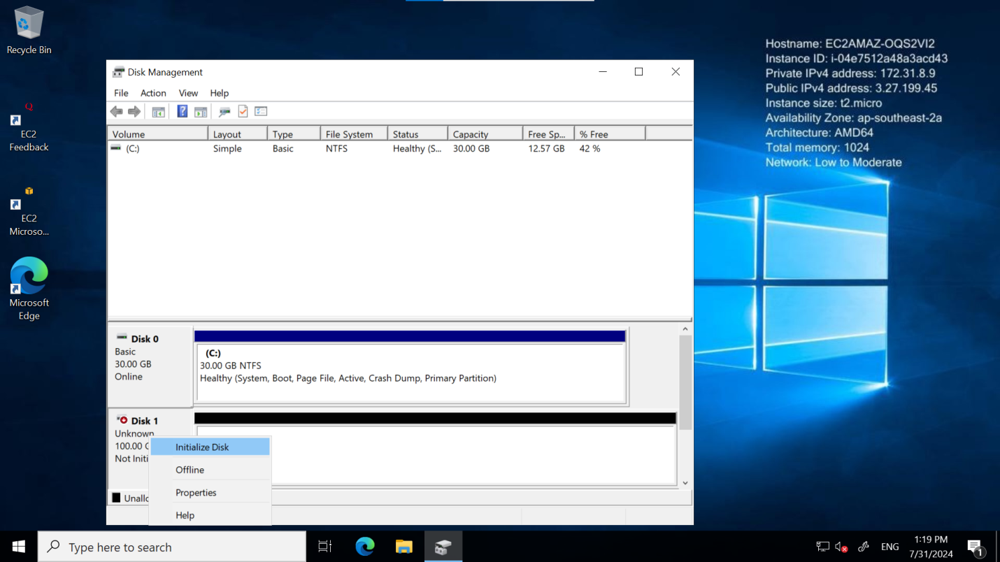 Recycle Bin
EC2
Feedback
EC2
Microso...
Microsoft
Edge
Hostname: EC2AMAZ-OQS2VI2
Instance ID: i-04e7512a48a3acd43
Private IPv4 address: 172.31.8.9
Public IPv4 address: 3.27.199.45
Instance size: t2.micro
Availability Zone: ap-southeast-2a
Architecture: AMD64
Total memory: 1024
Network: Low to Moderate
Disk Management
File Action View Help
Volume Layout Type File System Status Capacity Free Sp... % Free
(C:) Simple Basic NTFS Healthy (S... 30.00 GB 12.57 GB 42 %
Disk 0
Basic
30.00 GB
Online
(C:)
30.00 GB NTFS
Healthy (System, Boot, Page File, Active, Crash Dump, Primary Partition)
Disk 1
Unknown
100.00 G
Not Initi
Unallo
Initialize Disk
Offline
Properties
Help
Type here to search
ENG
1:19 PM
7/31/2024
1